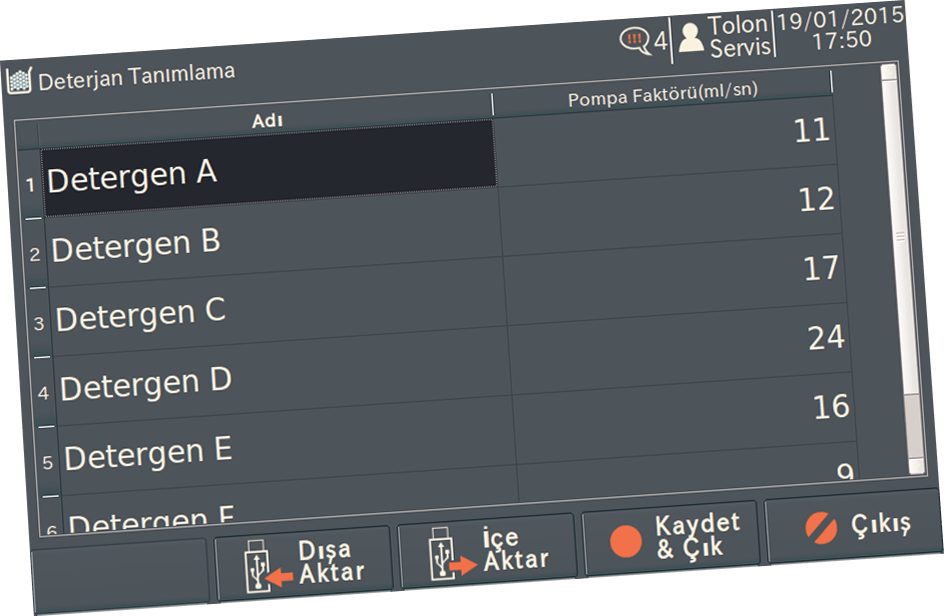 Deterjan Tanımlama
!!! 4
Tolon
Servis
19/01/2015
17:50
Adı Pompa Faktörü(ml/sn)
1 Detergen A 11
2 Detergen B 12
3 Detergen C 17
4 Detergen D 24
5 Detergen E 16
6 Detergen F 9
Dışa
Aktar
İçe
Aktar
Kaydet
& Çık
Çıkış